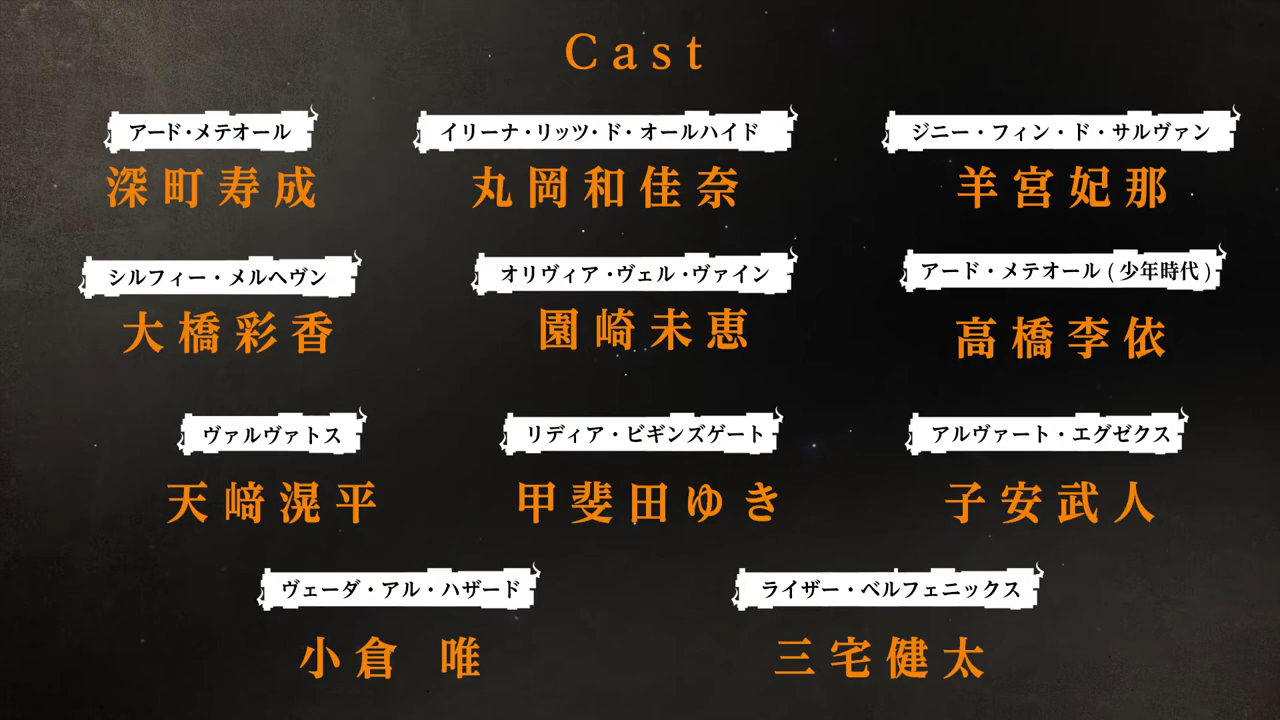 Cast
アード・メテオール
深町寿成
イリーナ・リッツ・ド・オールハイド
丸岡和佳奈
ジニー・フィン・ド・サルヴァン
羊宮妃那
シルフィー・メルヘヴン
大橋彩香
オリヴィア・ヴェル・ヴァイン
園崎未恵
アード・メテオール(少年時代)
高橋李依
ヴァルヴァトス
天﨑滉平
リディア・ビギンズゲート
甲斐田ゆき
アルヴァート・エグゼクス
子安武人
ヴェーダ・アル・ハザード
小倉 唯
ライザー・ベルフェニックス
三宅健太